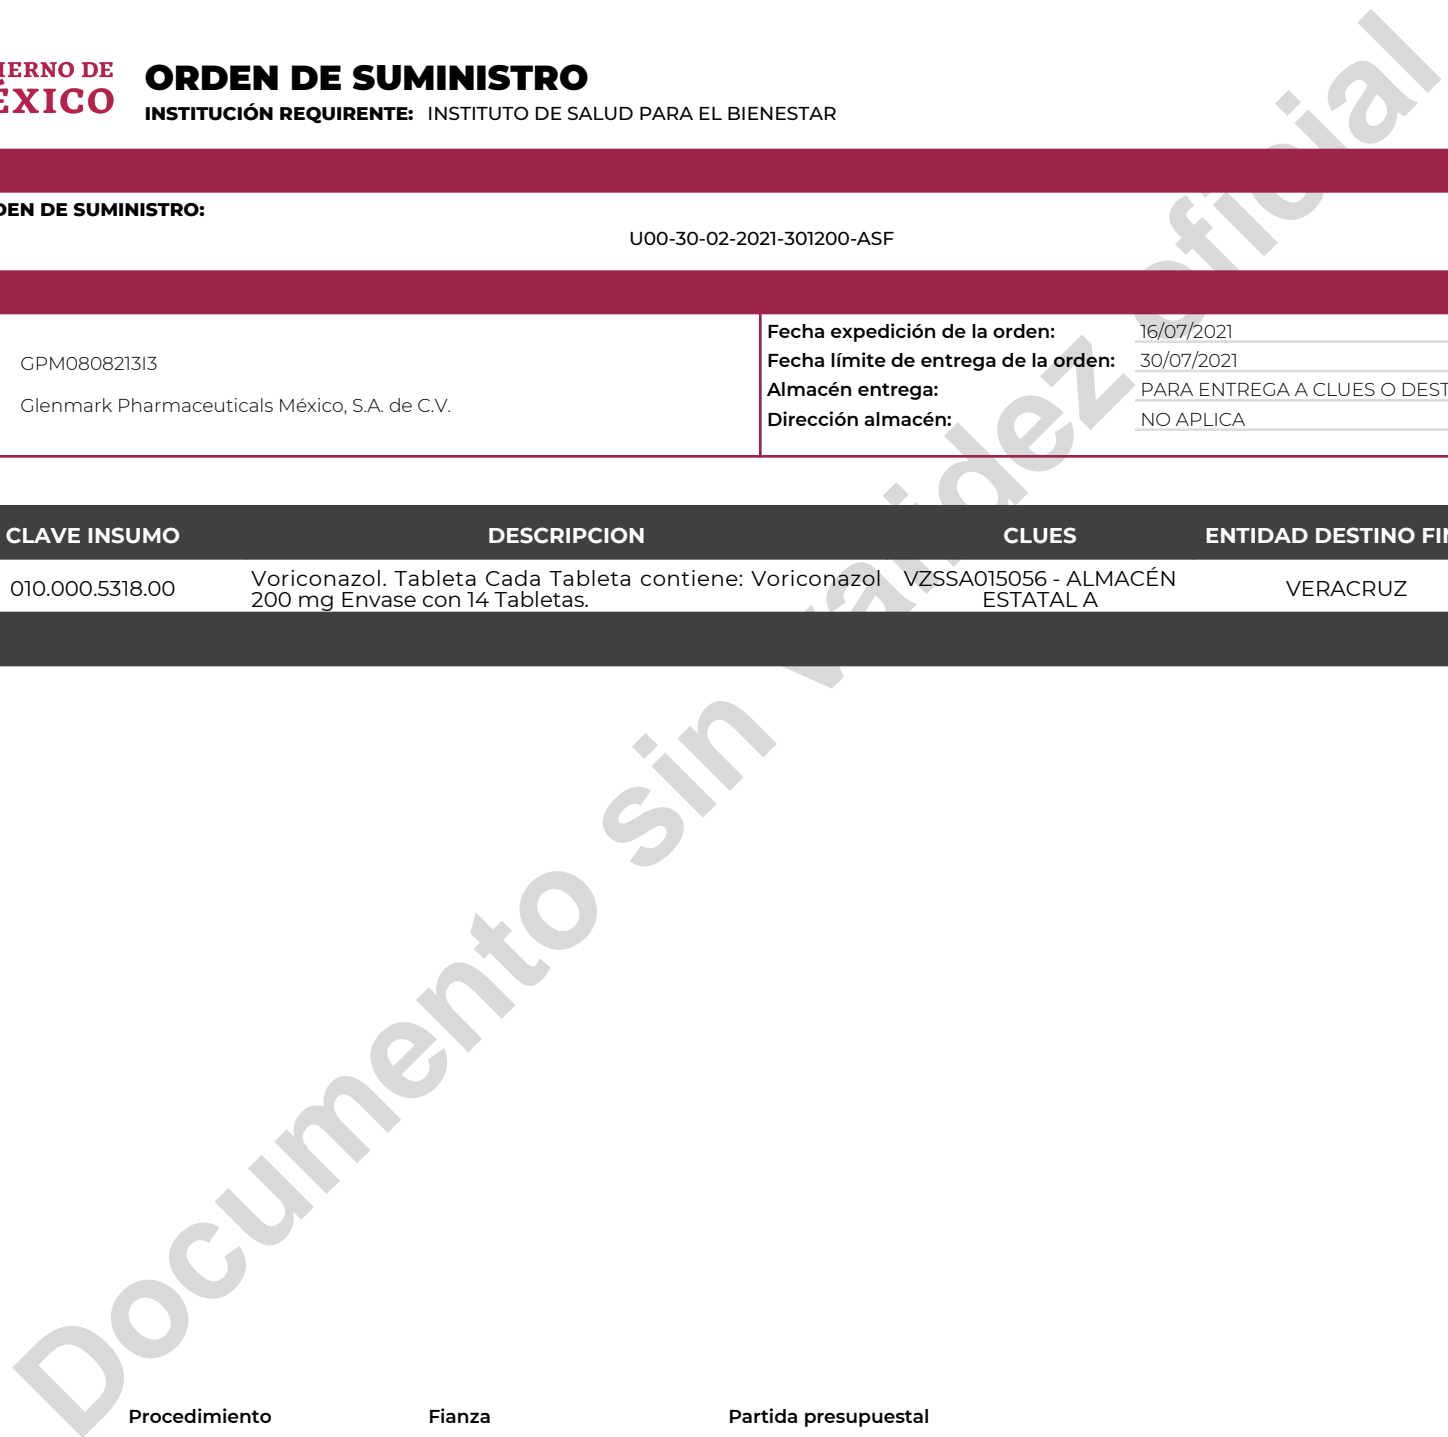 IERNO DE
ÉXICO
ORDEN DE SUMINISTRO
INSTITUCIÓN REQUIRENTE: INSTITUTO DE SALUD PARA EL BIENESTAR
DEN DE SUMINISTRO:
U00-30-02-2021-301200-ASF
GPM0808213I3
Glenmark Pharmaceuticals México, S.A. de C.V.
Fecha expedición de la orden: 16/07/2021
Fecha límite de entrega de la orden: 30/07/2021
Almacén entrega: PARA ENTREGA A CLUES O DEST
Dirección almacén: NO APLICA
CLAVE INSUMO DESCRIPCION CLUES ENTIDAD DESTINO FIN
010.000.5318.00 Voriconazol. Tableta Cada Tableta contiene: Voriconazol VZSSA015056 - ALMACÉN VERACRUZ
200 mg Envase con 14 Tabletas. ESTATAL A
Documento sin validez oficial
Procedimiento Fianza Partida presupuestal